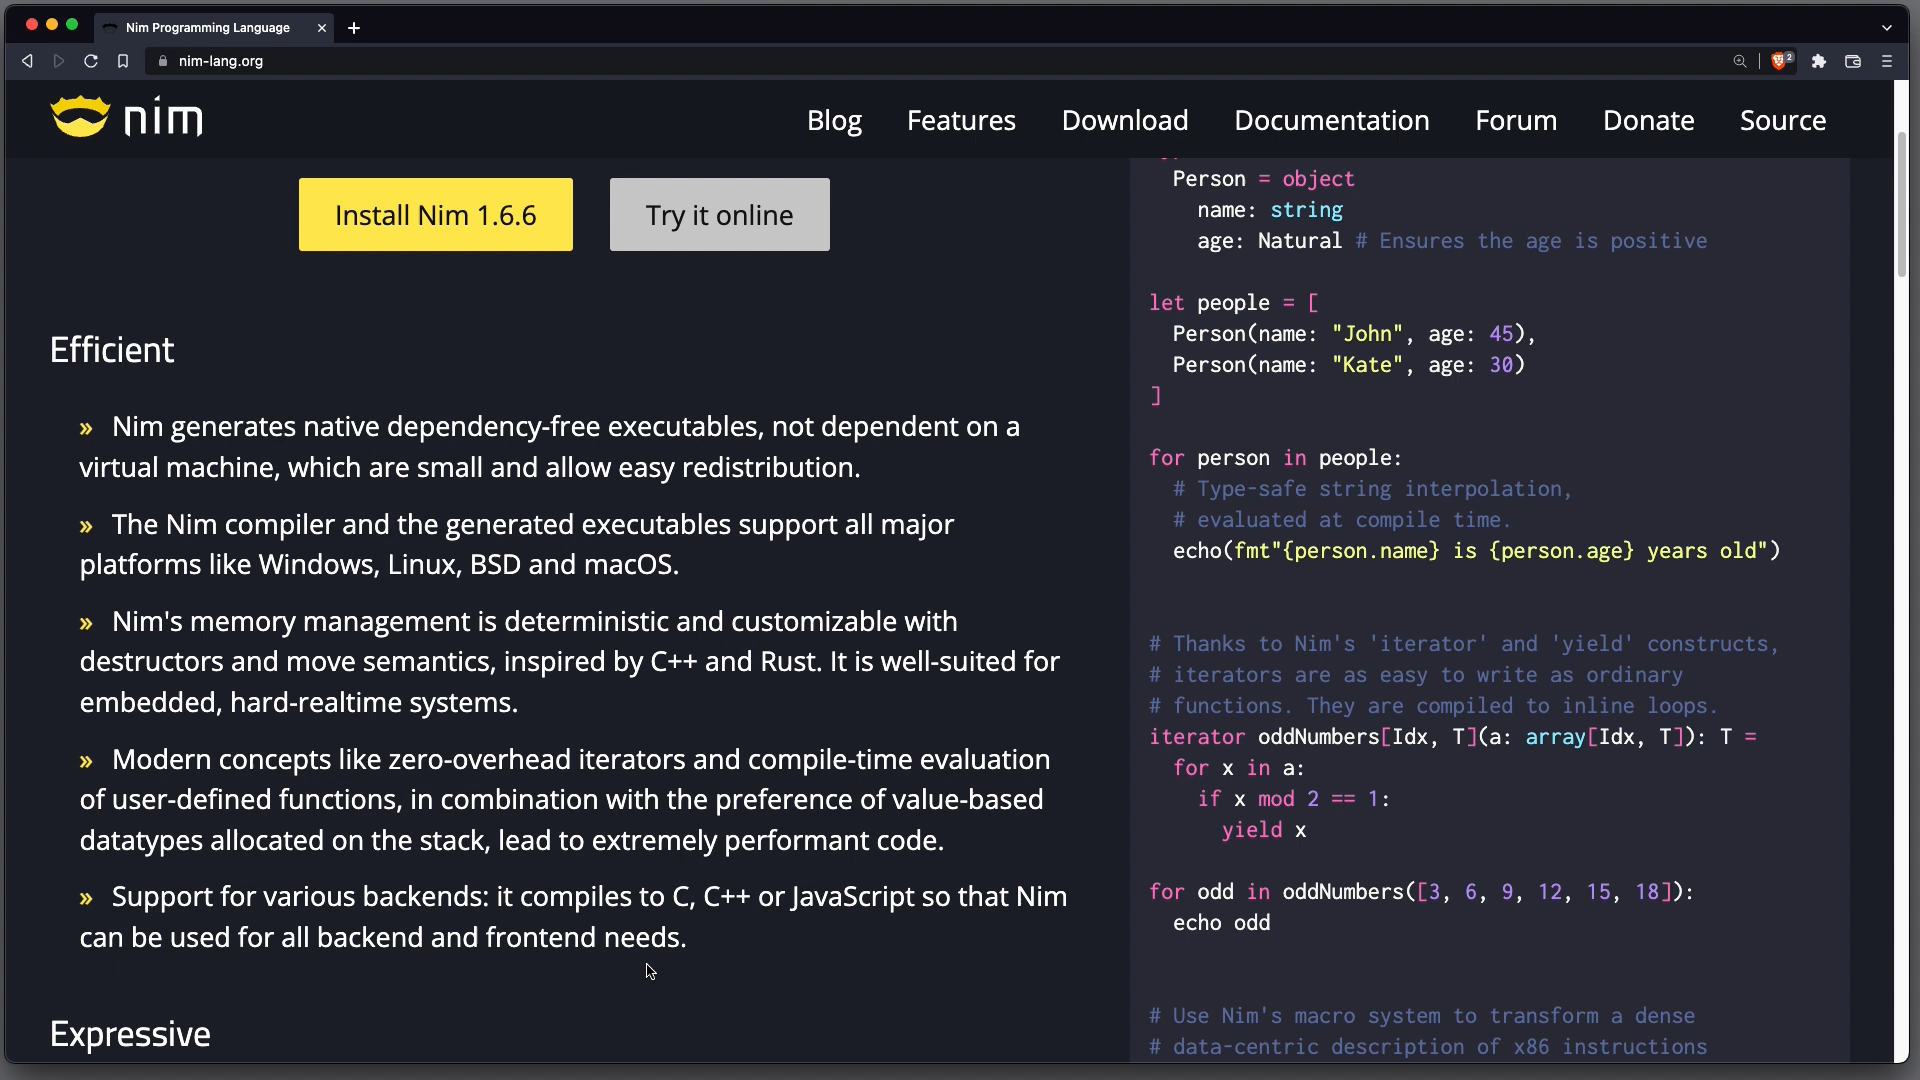 Nim Programming Language
nim-lang.org
2
nim
Blog Features Download Documentation Forum Donate Source
Install Nim 1.6.6 Try it online
Efficient
» Nim generates native dependency-free executables, not dependent on a
virtual machine, which are small and allow easy redistribution.
» The Nim compiler and the generated executables support all major
platforms like Windows, Linux, BSD and macOS.
» Nim's memory management is deterministic and customizable with
destructors and move semantics, inspired by C++ and Rust. It is well-suited for
embedded, hard-realtime systems.
» Modern concepts like zero-overhead iterators and compile-time evaluation
of user-defined functions, in combination with the preference of value-based
datatypes allocated on the stack, lead to extremely performant code.
» Support for various backends: it compiles to C, C++ or JavaScript so that Nim
can be used for all backend and frontend needs.
Expressive
Person = object
name: string
age: Natural # Ensures the age is positive
let people = [
Person(name: "John", age: 45),
Person(name: "Kate", age: 30)
]
for person in people:
# Type-safe string interpolation,
# evaluated at compile time.
echo(fmt"{person.name} is {person.age} years old")
# Thanks to Nim's 'iterator' and 'yield' constructs,
# iterators are as easy to write as ordinary
# functions. They are compiled to inline loops.
iterator oddNumbers[Idx, T](a: array[Idx, T]): T =
for x in a:
if x mod 2 == 1:
yield x
for odd in oddNumbers([3, 6, 9, 12, 15, 18]):
echo odd
# Use Nim's macro system to transform a dense
# data-centric description of x86 instructions